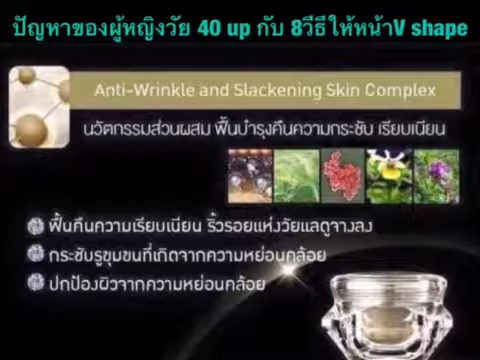 ปัญหาของผู้หญิงวัย 40 up กับ 8วีธีให้หน้าV shape
Anti-Wrinkle and Slackening Skin Complex
นวัตกรรมส่วนผสม ฟื้นบำรุงคืนความกระชับ เรียบเนียน
ฟื้นคืนความเรียบเนียน ริ้วรอยแห่งวัยแลดูจางลง
กระชับรูขุมขนที่เกิดจากความหย่อนคล้อย
ปกป้องผิวจากความหย่อนคล้อย